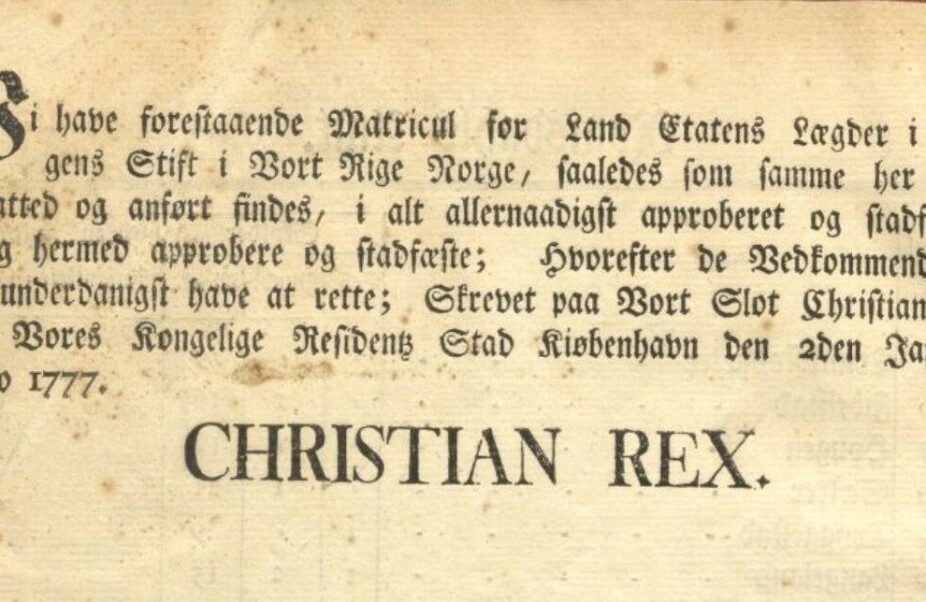 Vi have forestaaende Matricul for Land Etatens Lægder i
gens Stift i Vort Rige Norge, saaledes som samme her
atted og anført findes, i alt allernaadigst approberet og stadf
g hermed approbere og stadfæste; Hvorefter de Vedkommend
underdanigst have at rette; Skrevet paa Vort Slot Christian
Vores Kongelige Residentz Stad Kiøbenhavn den 2den Ja
o 1777.
CHRISTIAN REX.